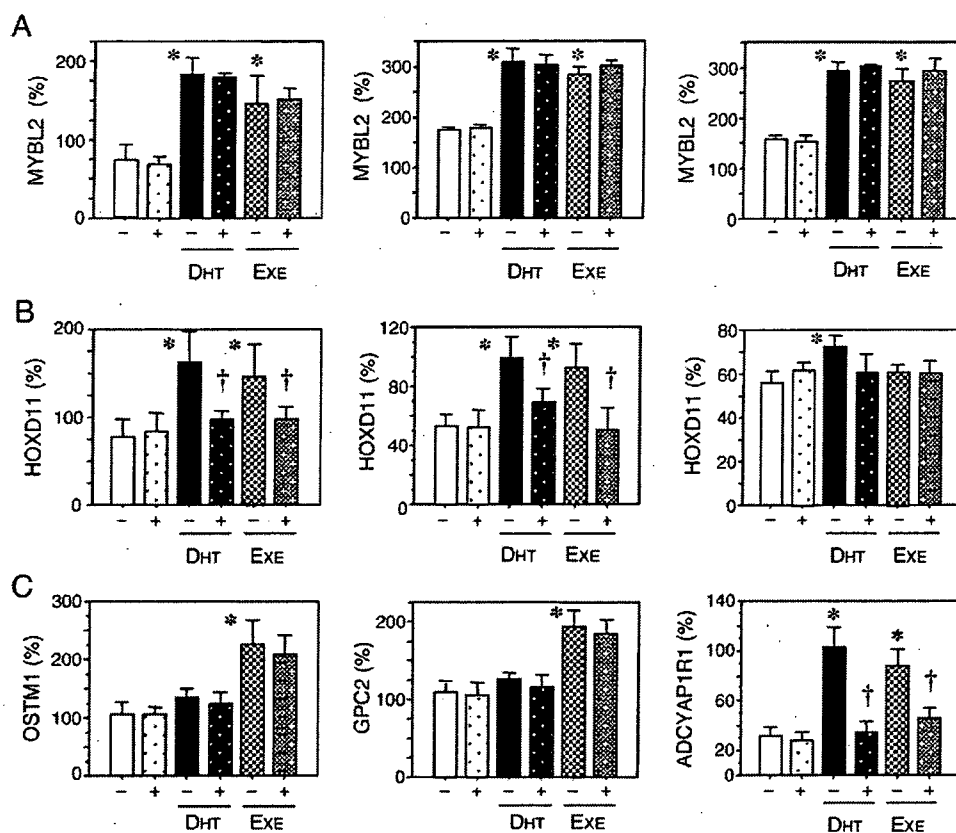 A
MYBL2 (%)
200
100
0
- + - + - +
DHT EXE
MYBL2 (%)
300
200
100
0
- + - + - +
DHT EXE
MYBL2 (%)
300
200
100
0
- + - + - +
DHT EXE
B
HOXD11 (%)
200
100
0
* * † †
- + - + - +
DHT EXE
HOXD11 (%)
120
80
40
0
* * † †
- + - + - +
DHT EXE
HOXD11 (%)
80
60
40
20
0
*
- + - + - +
DHT EXE
C
OSTM1 (%)
300
200
100
0
*
- + - + - +
DHT EXE
GPC2 (%)
200
100
0
*
- + - + - +
DHT EXE
ADCYAP1R1 (%)
140
100
60
20
0
* * † †
- + - + - +
DHT EXE